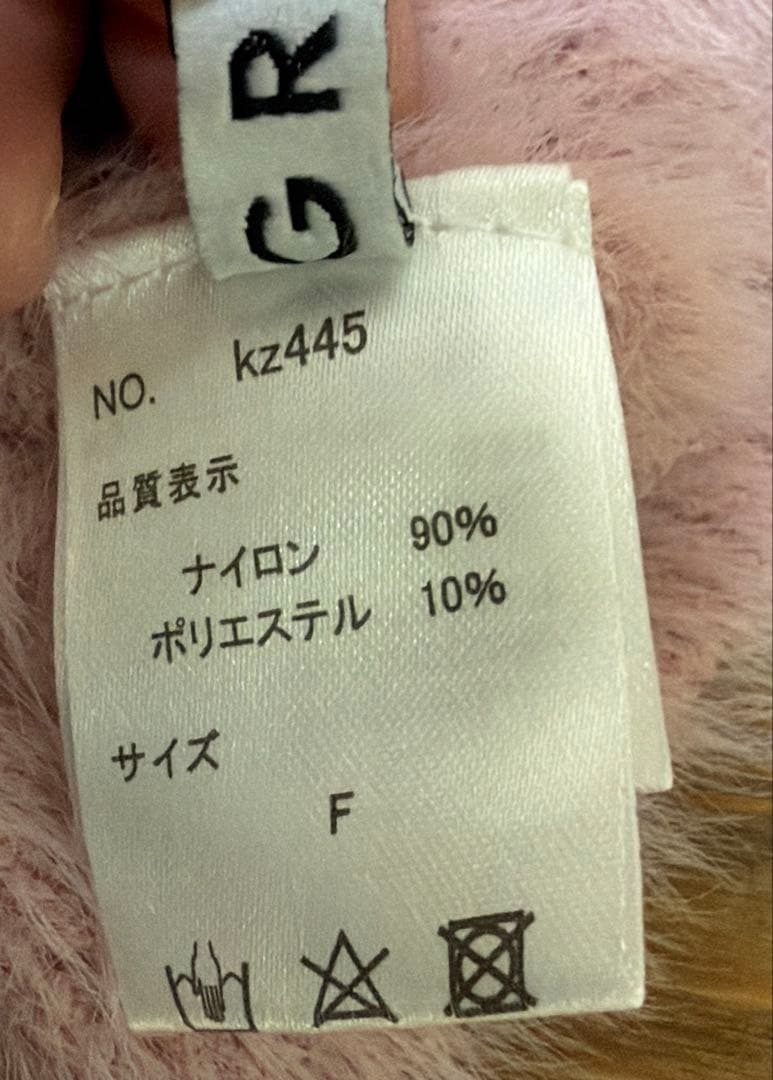 GR
NO. kz445
品質表示
ナイロン 90%
ポリエステル 10%
サイズ
F